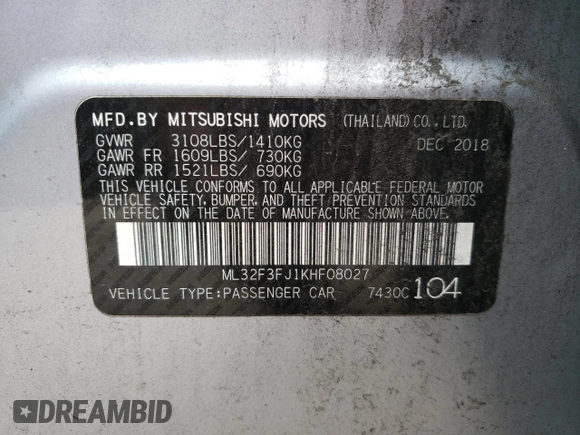 MFD.BY MITSUBISHI MOTORS (THAILAND)CO.,LTD.
GVWR 3108LBS/1410KG DEC 2018
GAWR FR 1609LBS/ 730KG
GAWR RR 1521LBS/ 690KG
THIS VEHICLE CONFORMS TO ALL APPLICABLE FEDERAL MOTOR
VEHICLE SAFETY, BUMPER, AND THEFT PREVENTION STANDARDS
IN EFFECT ON THE DATE OF MANUFACTURE SHOWN ABOVE.
ML32F3FJ1KHF08027
VEHICLE TYPE:PASSENGER CAR 7430C 104
DREAMBID